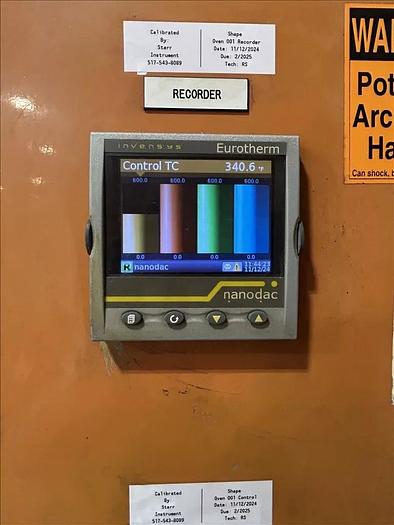 Calibrated
By:
Starr
Instrument
517-543-8089
Shape
Oven 001 Recorder
Date: 11/12/2024
Due: 2/2025
Tech: RS
RECORDER
invensys
Eurotherm
Control TC 340.6 °F
600.0 600.0 600.0 600.0
0.0 0.0 0.0 0.0
nanodac
11:44:23
11/12/24
nanodac
WA
Pot
Arc
Ha
Can shock, b
Calibrated
By:
Starr
Instrument
517-543-8089
Shape
Oven 001 Control
Date: 11/12/2024
Due: 2/2025
Tech: RS